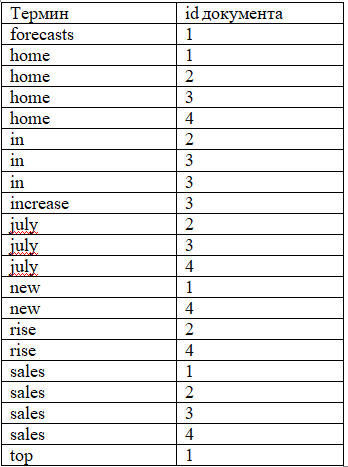 Термин id документа
forecasts 1
home 1
home 2
home 3
home 4
in 2
in 3
in 3
increase 3
july 2
july 3
july 4
new 1
new 4
rise 2
rise 4
sales 1
sales 2
sales 3
sales 4
top 1